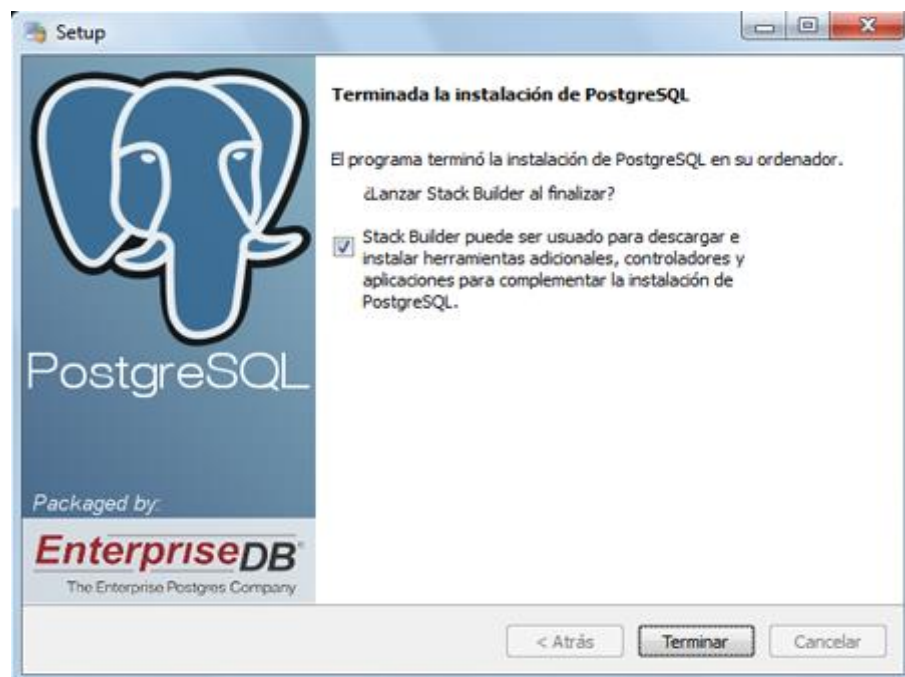 Setup
Terminada la instalación de PostgreSQL
El programa terminó la instalación de PostgreSQL en su ordenador.
¿Lanzar Stack Builder al finalizar?
Stack Builder puede ser usuado para descargar e
instalar herramientas adicionales, controladores y
aplicaciones para complementar la instalación de
PostgreSQL.
PostgreSQL
Packaged by:
EnterpriseDB
The Enterprise Postgres Company
< Atrás
Terminar
Cancelar